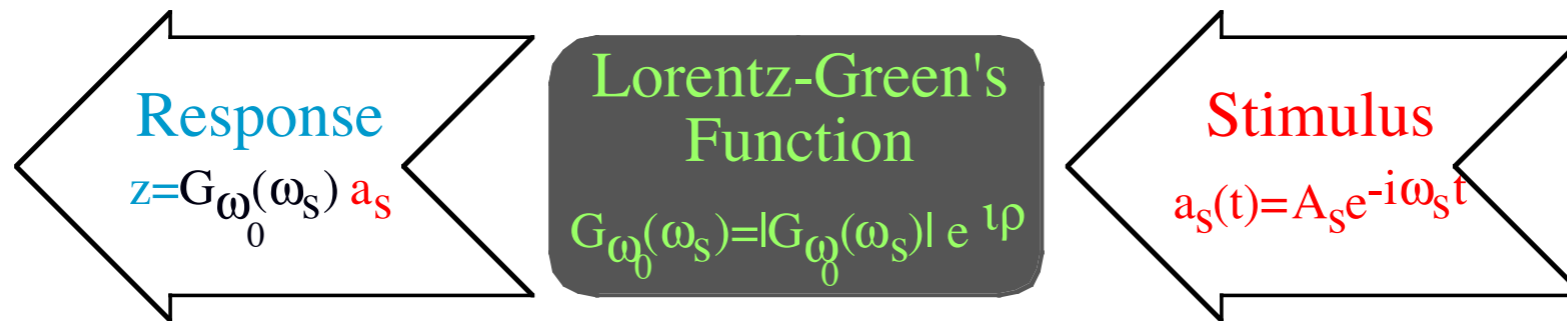 Response
z=Gω₀(ωs) as
Lorentz-Green's
Function
Gω₀(ωs)=|Gω₀(ωs)| e ιρ
Stimulus
as(t)=Ase-iωst